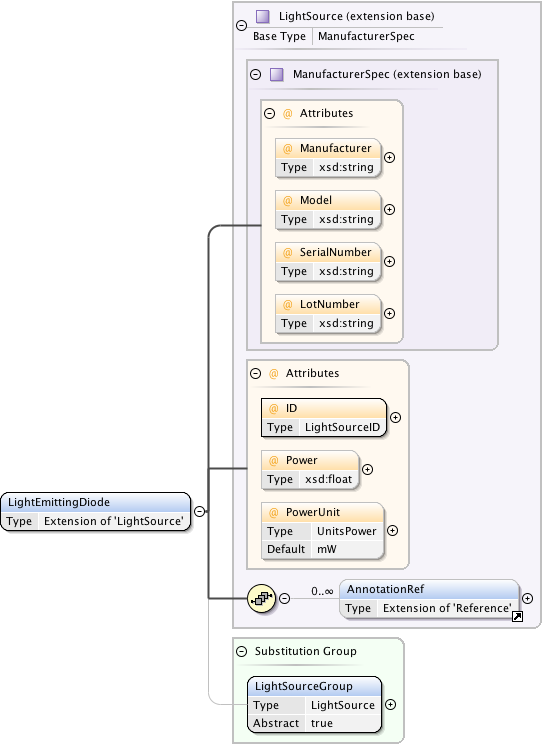 LightSource (extension base)
Base Type ManufacturerSpec
ManufacturerSpec (extension base)
@ Attributes
@ Manufacturer
Type xsd:string
@ Model
Type xsd:string
@ SerialNumber
Type xsd:string
@ LotNumber
Type xsd:string
@ Attributes
@ ID
Type LightSourceID
@ Power
Type xsd:float
@ PowerUnit
Type UnitsPower
Default mW
LightEmittingDiode
Type Extension of 'LightSource'
0..∞
AnnotationRef
Type Extension of 'Reference'
Substitution Group
LightSourceGroup
Type LightSource
Abstract true